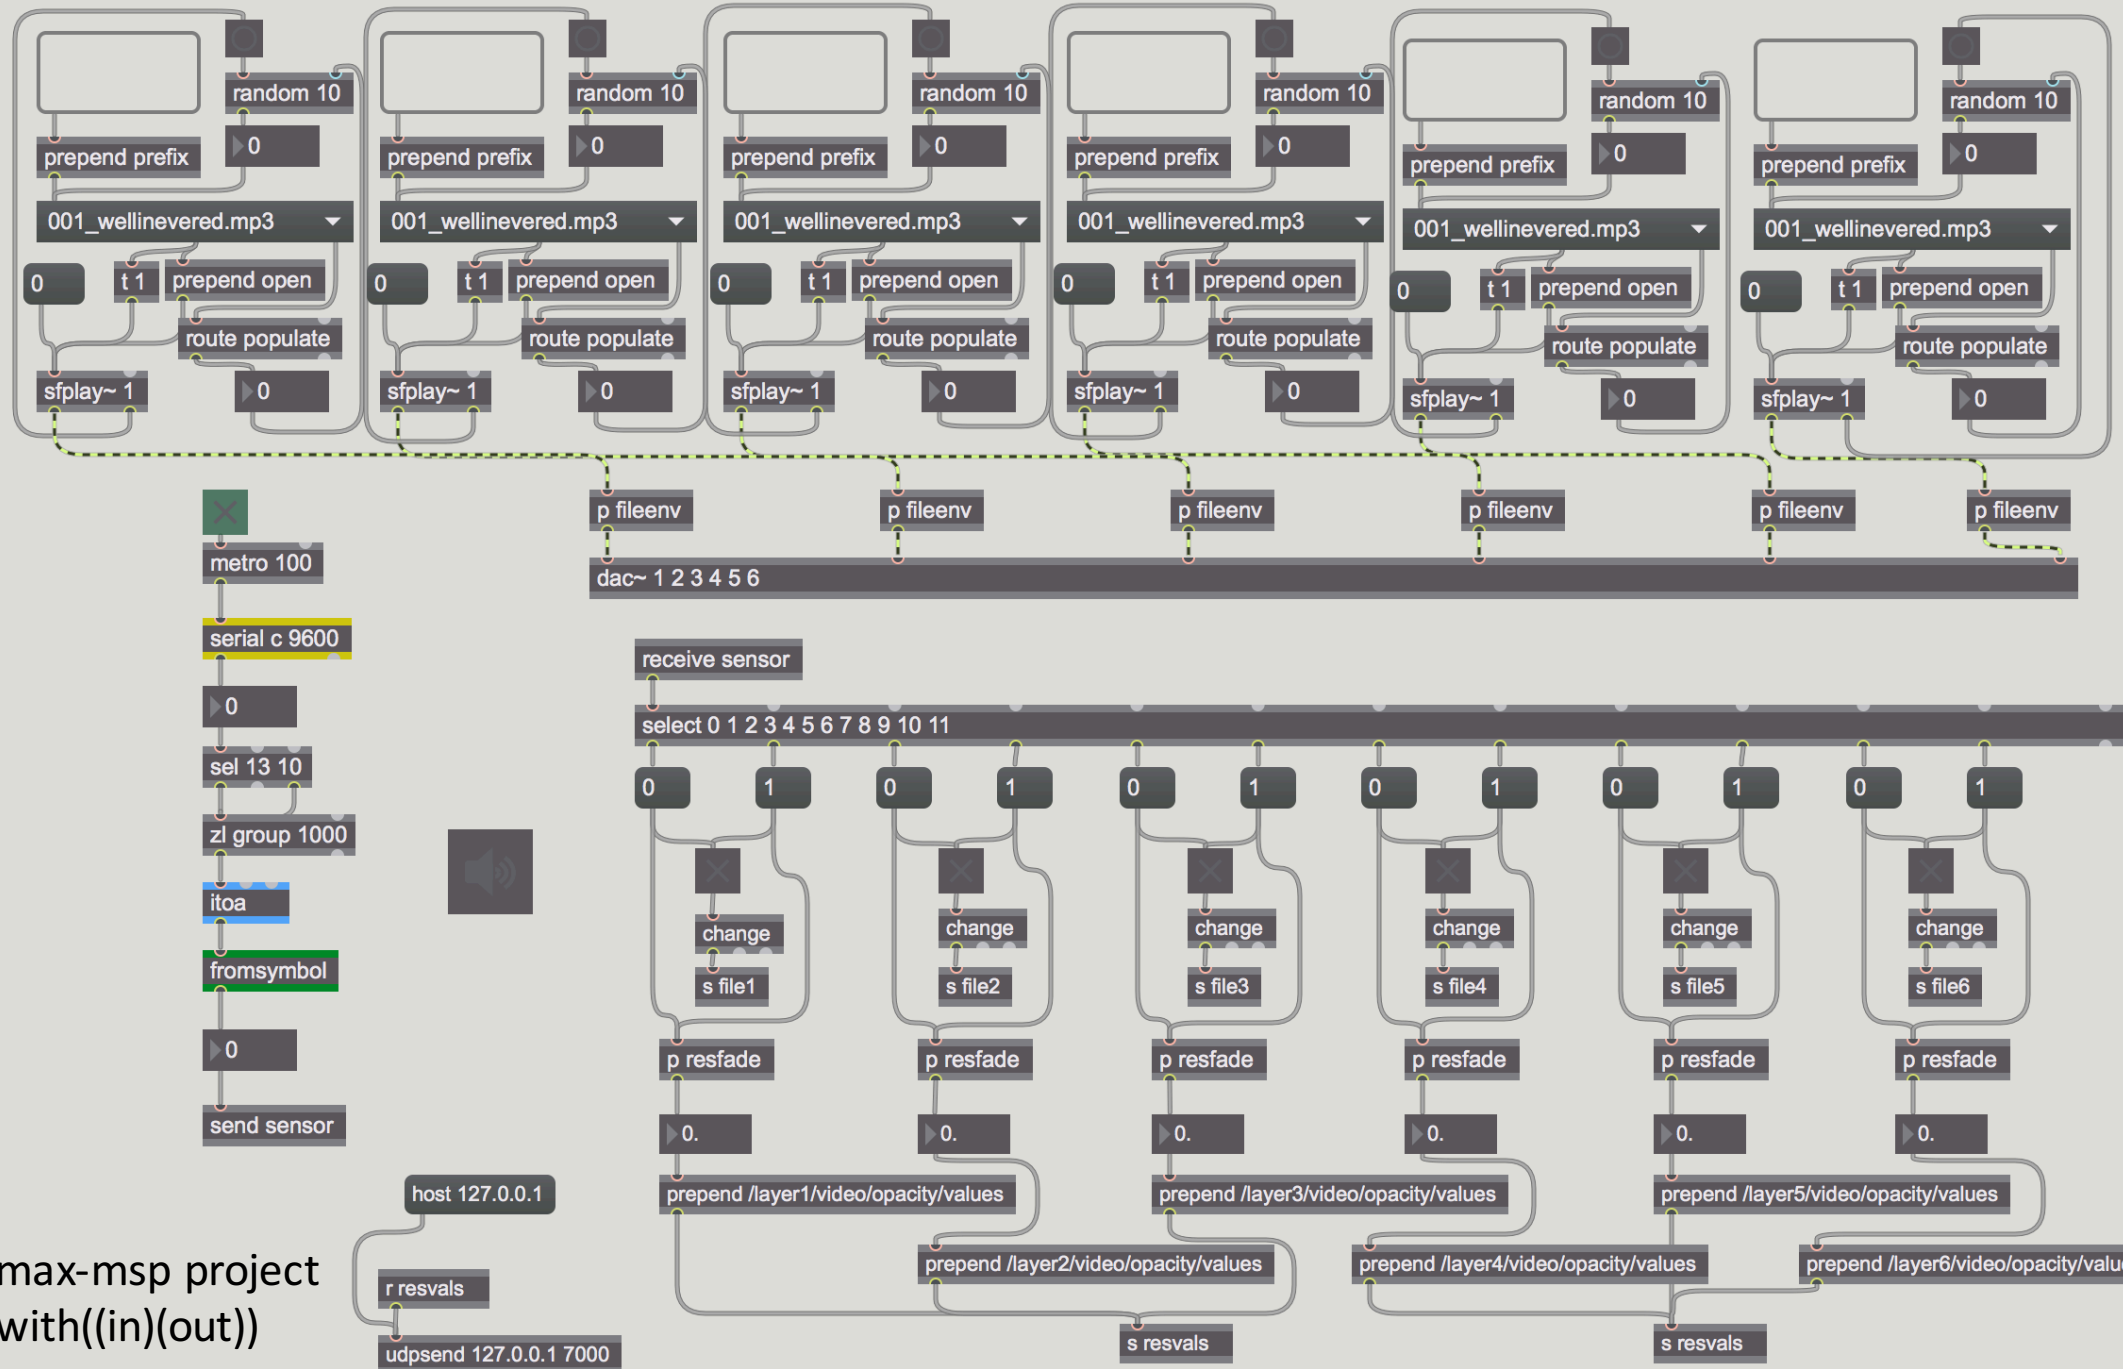 random 10 random 10 random 10 random 10 random 10 random 10
prepend prefix 0 prepend prefix 0 prepend prefix 0 prepend prefix 0 prepend prefix 0 prepend prefix 0
001_wellinevered.mp3 001_wellinevered.mp3 001_wellinevered.mp3 001_wellinevered.mp3 001_wellinevered.mp3 001_wellinevered.mp3
0 t 1 prepend open 0 t 1 prepend open 0 t 1 prepend open 0 t 1 prepend open 0 t 1 prepend open 0 t 1 prepend open
route populate route populate route populate route populate route populate route populate
sfplay~ 1 0 sfplay~ 1 0 sfplay~ 1 0 sfplay~ 1 0 sfplay~ 1 0 sfplay~ 1 0
p fileenv p fileenv p fileenv p fileenv p fileenv p fileenv
dac~ 1 2 3 4 5 6
metro 100
serial c 9600
0
sel 13 10
zl group 1000
itoa
fromsymbol
0
send sensor
receive sensor
select 0 1 2 3 4 5 6 7 8 9 10 11
0 1 0 1 0 1 0 1 0 1 0 1
change change change change change change
s file1 s file2 s file3 s file4 s file5 s file6
p resfade p resfade p resfade p resfade p resfade p resfade
0. 0. 0. 0. 0. 0.
prepend /layer1/video/opacity/values prepend /layer3/video/opacity/values prepend /layer5/video/opacity/values
prepend /layer2/video/opacity/values prepend /layer4/video/opacity/values prepend /layer6/video/opacity/valu
s resvals s resvals
host 127.0.0.1
r resvals
udpsend 127.0.0.1 7000
max-msp project
with((in)(out))